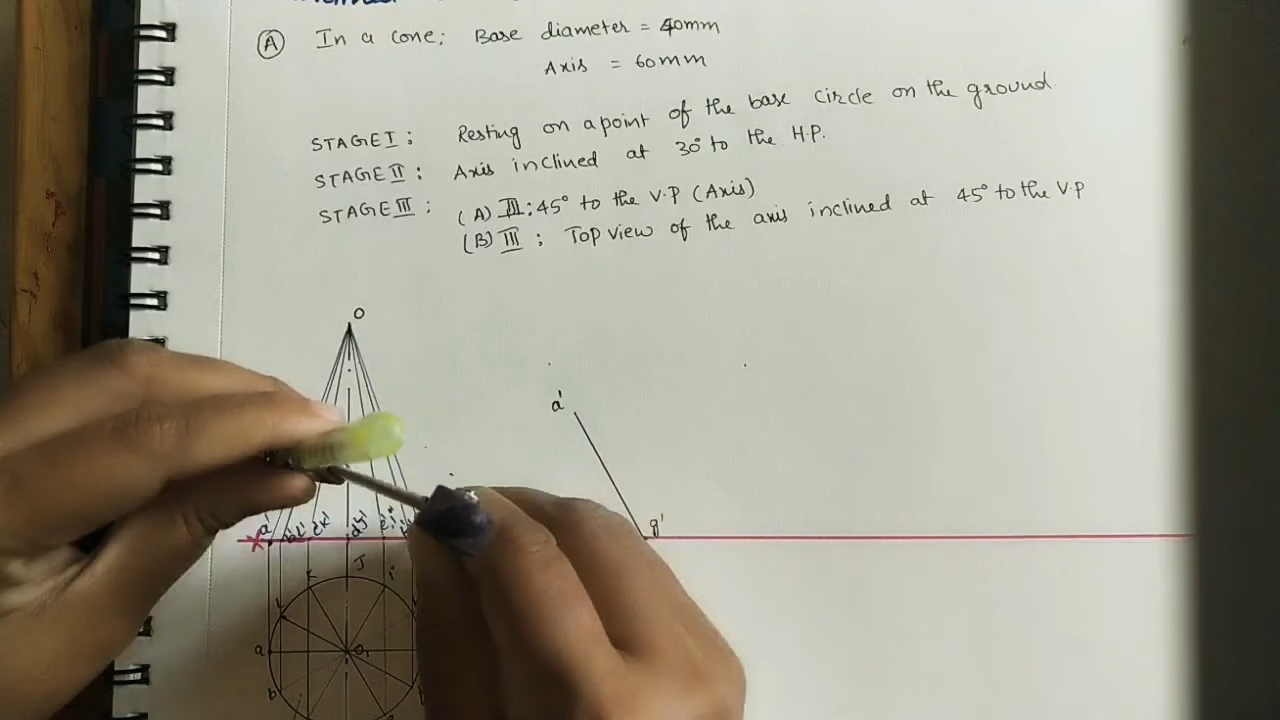 (A) In a cone; Base diameter = 40mm
Axis = 60mm
STAGE I : Resting on a point of the base circle on the ground.
STAGE II : Axis inclined at 30° to the H.P.
STAGE III : (A) III : 45° to the V.P (Axis)
(B) III : Top view of the axis inclined at 45° to the V.P
O
a'
a' b'l' c'k' d'j' e'i'
g'
X
J
K
i
a
O1
b